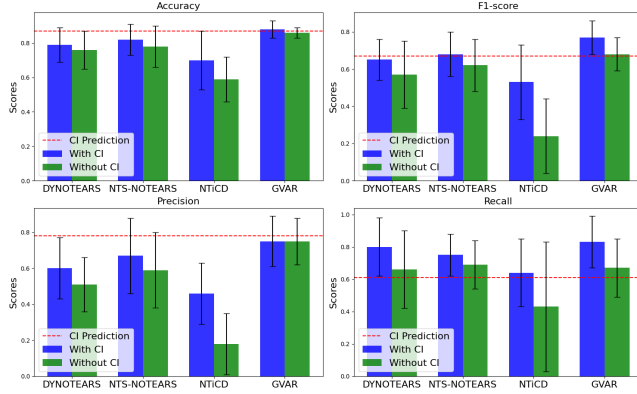 Accuracy
Scores
0.8
0.6
0.4
0.2
0.0
CI Prediction
With CI
Without CI
DYNOTEARS NTS-NOTEARS NTiCD GVAR
F1-score
Scores
0.8
0.6
0.4
0.2
0.0
CI Prediction
With CI
Without CI
DYNOTEARS NTS-NOTEARS NTiCD GVAR
Precision
Scores
0.8
0.6
0.4
0.2
0.0
CI Prediction
With CI
Without CI
DYNOTEARS NTS-NOTEARS NTiCD GVAR
Recall
Scores
1.0
0.8
0.6
0.4
0.2
0.0
CI Prediction
With CI
Without CI
DYNOTEARS NTS-NOTEARS NTiCD GVAR